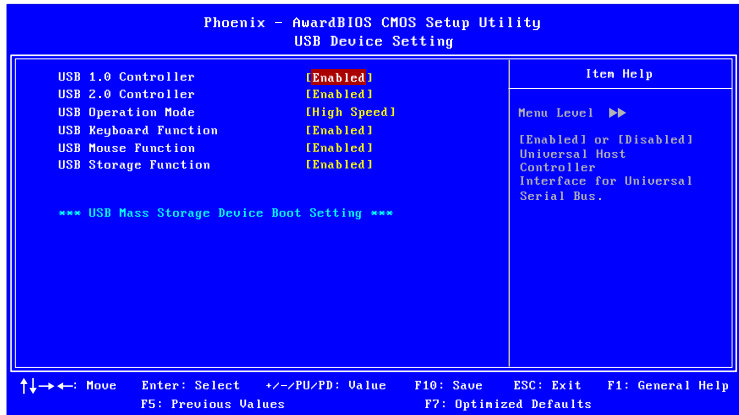 Phoenix - AwardBIOS CMOS Setup Utility
USB Device Setting
USB 1.0 Controller [Enabled]
USB 2.0 Controller [Enabled]
USB Operation Mode [High Speed]
USB Keyboard Function [Enabled]
USB Mouse Function [Enabled]
USB Storage Function [Enabled]
*** USB Mass Storage Device Boot Setting ***
Item Help
Menu Level ▶▶
[Enabled] or [Disabled]
Universal Host
Controller
Interface for Universal
Serial Bus.
↑↓→←: Move Enter: Select +/-/PU/PD: Value F10: Save ESC: Exit F1: General Help
F5: Previous Values F7: Optimized Defaults